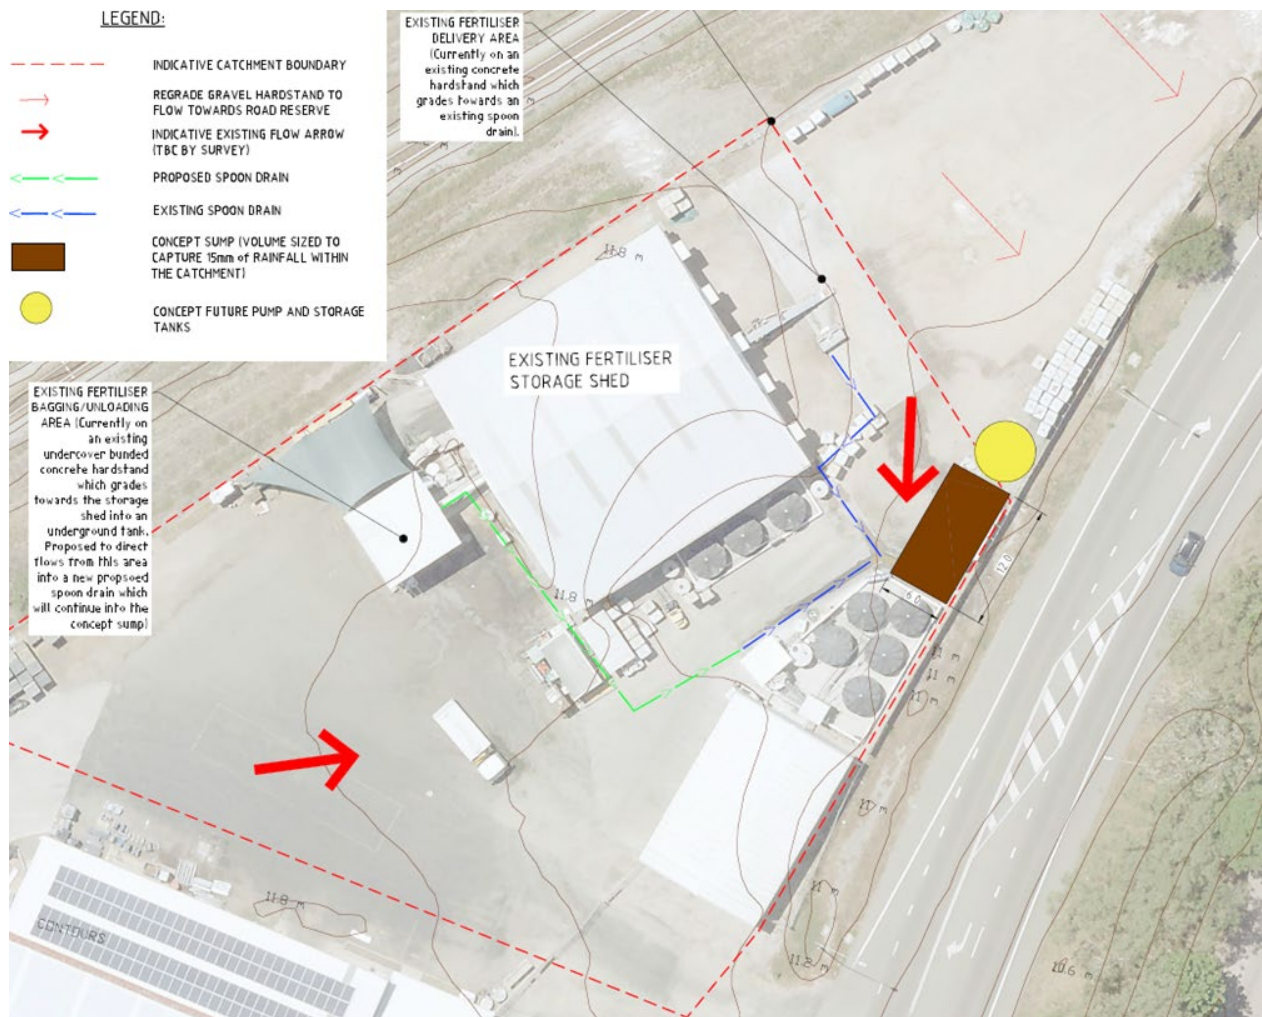 LEGEND:
INDICATIVE CATCHMENT BOUNDARY
REGRADE GRAVEL HARDSTAND TO
FLOW TOWARDS ROAD RESERVE
INDICATIVE EXISTING FLOW ARROW
(TBC BY SURVEY)
PROPOSED SPOON DRAIN
EXISTING SPOON DRAIN
CONCEPT SUMP (VOLUME SIZED TO
CAPTURE 15mm of RAINFALL WITHIN
THE CATCHMENT)
CONCEPT FUTURE PUMP AND STORAGE
TANKS
EXISTING FERTILISER
DELIVERY AREA
(Currently on an
existing concrete
hardstand which
grades towards an
existing spoon
drain).
11.8 m
EXISTING FERTILISER
STORAGE SHED
EXISTING FERTILISER
BAGGING/UNLOADING
AREA (Currently on
an existing
undercover bunded
concrete hardstand
which grades
towards the storage
shed into an
underground tank.
Proposed to direct
flows from this area
into a new propsoed
spoon drain which
will continue into the
concept sump)
12.0
6.0
11.8 m
11 m
11 m
11 m
11 m
11 m
11.8 m
CONTOURS
11.2 m
10.6 m